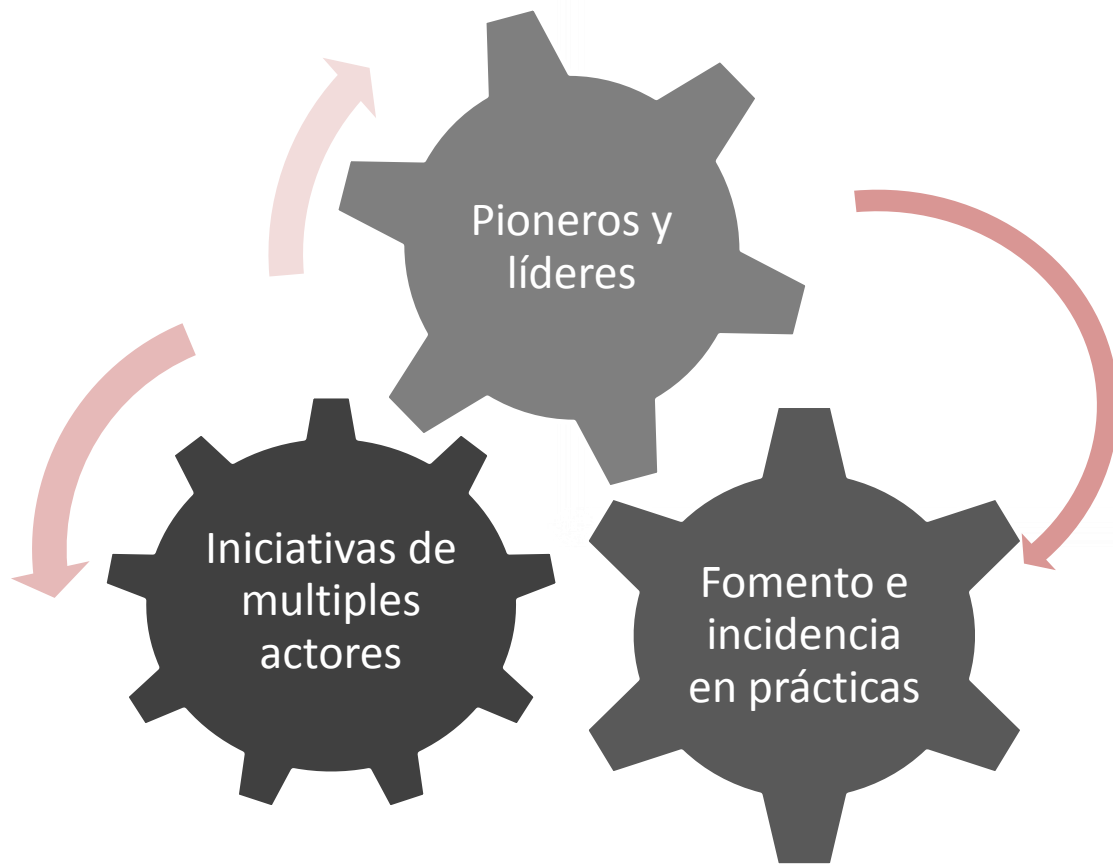 Pioneros y
líderes
Iniciativas de
multiples
actores
Fomento e
incidencia
en prácticas